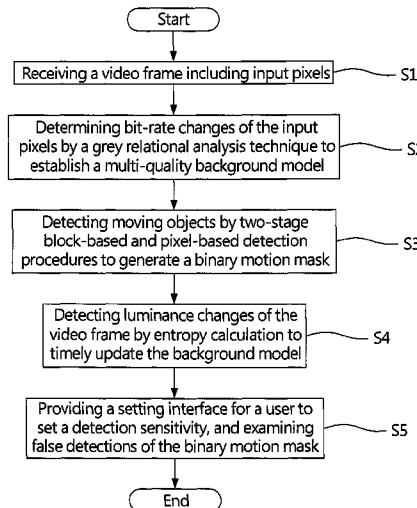 Start
Receiving a video frame including input pixels
S1
Determining bit-rate changes of the input
pixels by a grey relational analysis technique to
establish a multi-quality background model
S2
Detecting moving objects by two-stage
block-based and pixel-based detection
procedures to generate a binary motion mask
S3
Detecting luminance changes of the
video frame by entropy calculation to
timely update the background model
S4
Providing a setting interface for a user to
set a detection sensitivity, and examining
false detections of the binary motion mask
S5
End